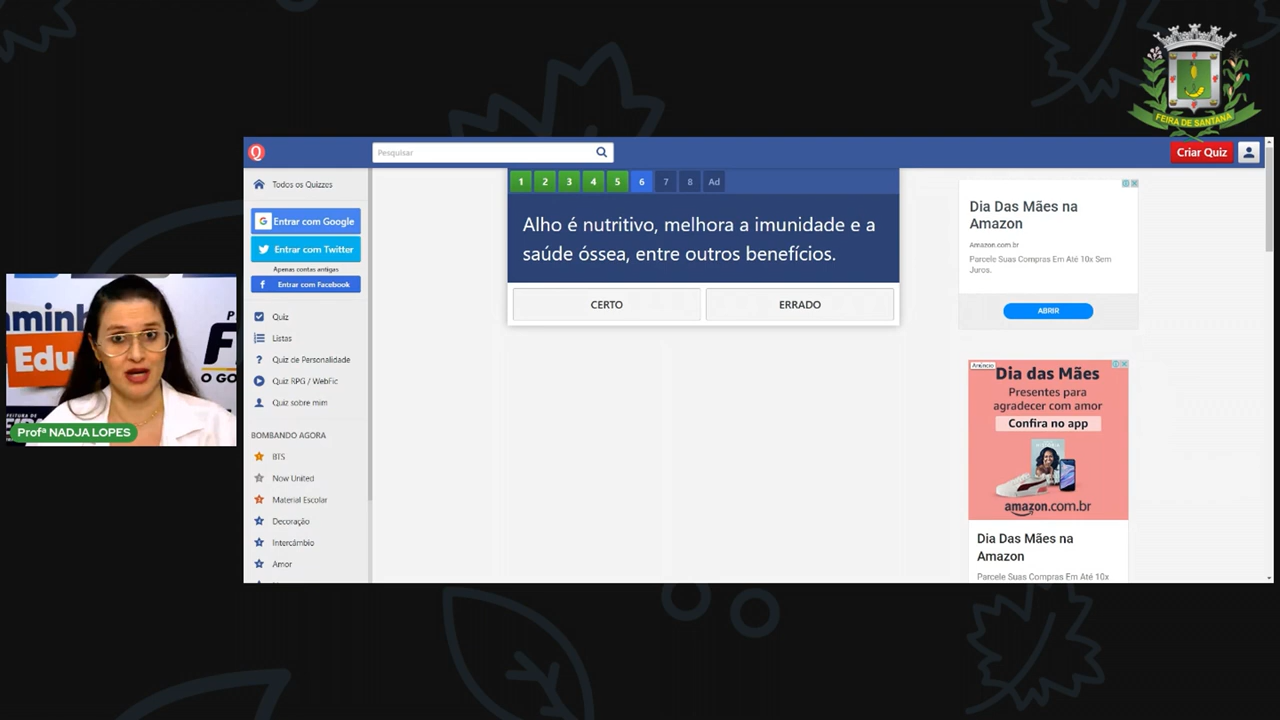 FEIRA DE SANTANA
Pesquisar
Criar Quiz
Todos os Quizzes
Entrar com Google
Entrar com Twitter
Apenas contas antigas
Entrar com Facebook
Quiz
Listas
Quiz de Personalidade
Quiz RPG / WebFic
Quiz sobre mim
BOMBANDO AGORA
BTS
Now United
Material Escolar
Decoração
Intercâmbio
Amor
1 2 3 4 5 6 7 8 Ad
Alho é nutritivo, melhora a imunidade e a
saúde óssea, entre outros benefícios.
CERTO
ERRADO
Dia Das Mães na
Amazon
Amazon.com.br
Parcele Suas Compras Em Até 10x Sem
Juros.
ABRIR
Anúncio
Dia das Mães
Presentes para
agradecer com amor
Confira no app
amazon.com.br
Dia Das Mães na
Amazon
Parcele Suas Compras Em Até 10x
aminh
Edu
P
F
O GO
Profª NADJA LOPES